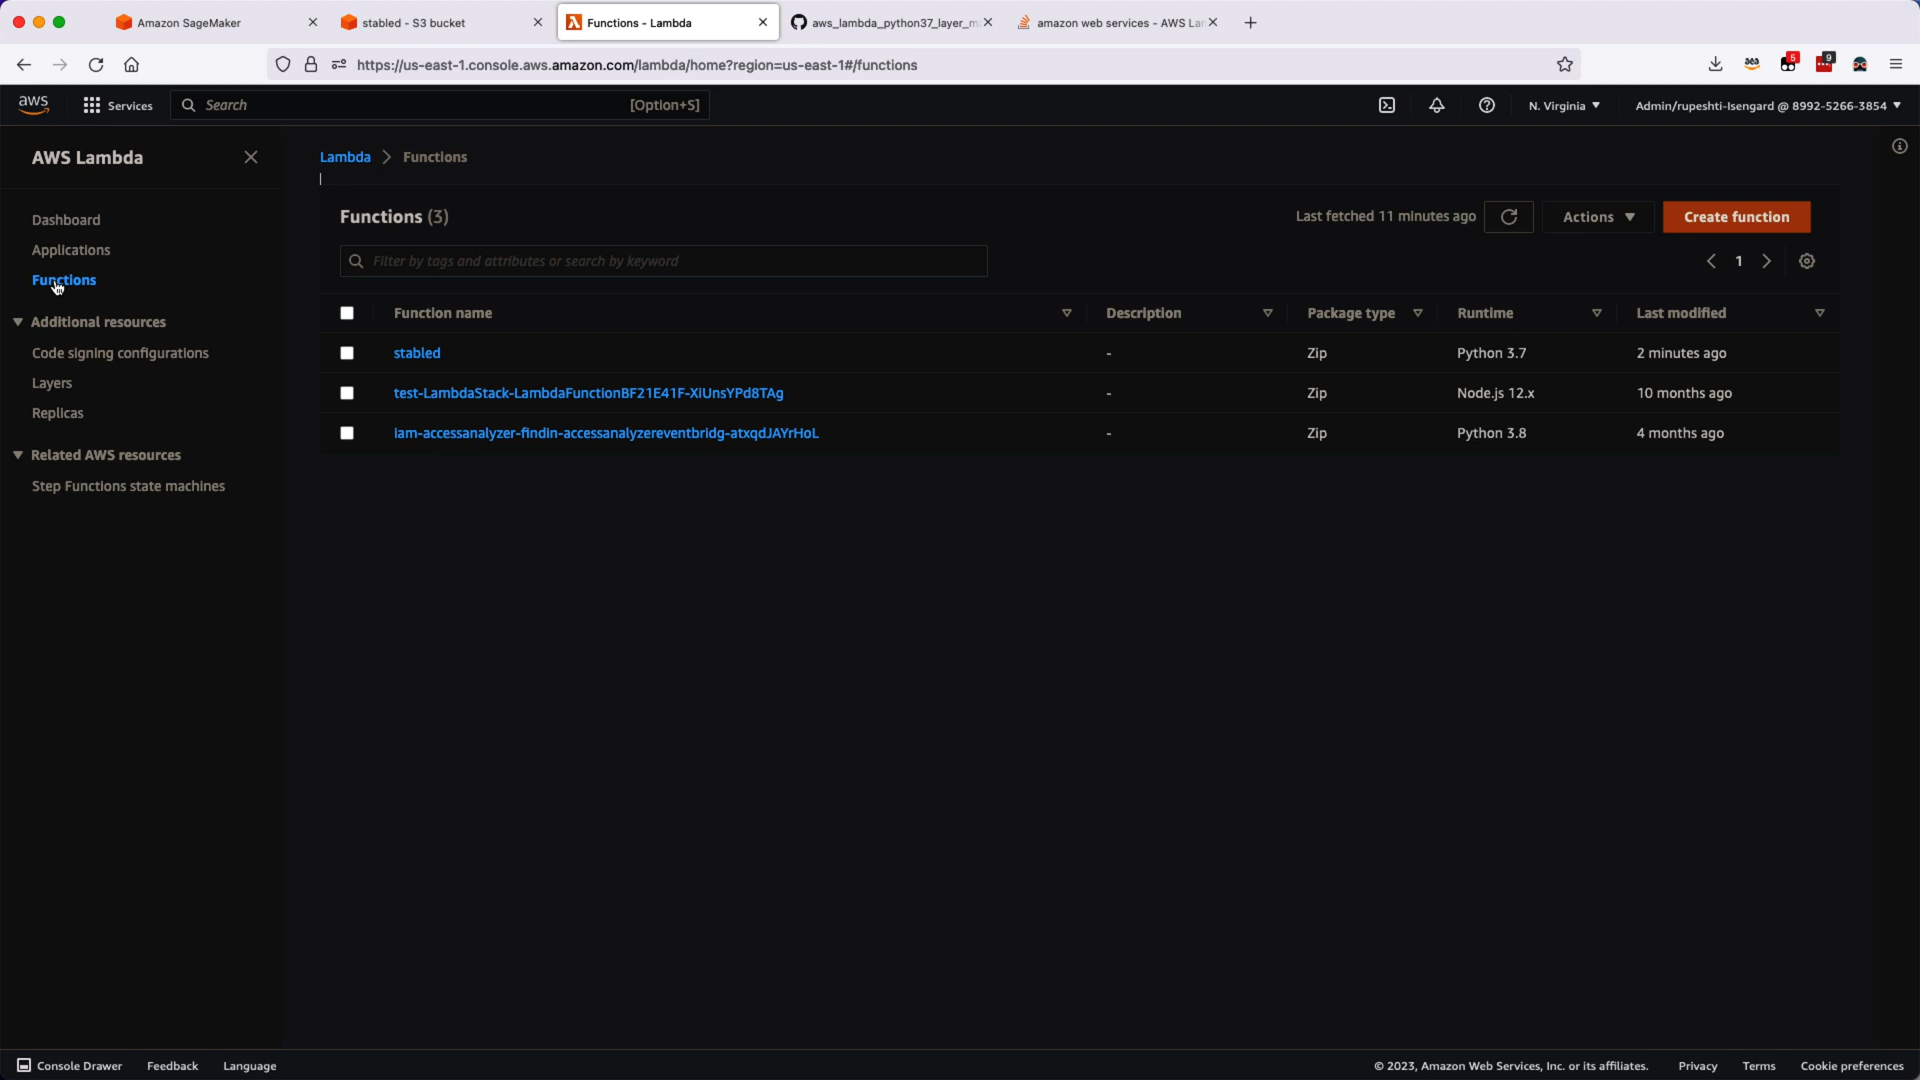 Amazon SageMaker
stabled - S3 bucket
Functions - Lambda
aws_lambda_python37_layer_m
amazon web services - AWS La
https://us-east-1.console.aws.amazon.com/lambda/home?region=us-east-1#/functions
5
9
aws
Services
Search
[Option+S]
N. Virginia
Admin/rupeshti-Isengard @ 8992-5266-3854
AWS Lambda
Dashboard
Applications
Functions
Additional resources
Code signing configurations
Layers
Replicas
Related AWS resources
Step Functions state machines
Lambda > Functions
Functions (3)
Last fetched 11 minutes ago
Actions
Create function
Filter by tags and attributes or search by keyword
1
Function name Description Package type Runtime Last modified
stabled - Zip Python 3.7 2 minutes ago
test-LambdaStack-LambdaFunctionBF21E41F-XiUnsYPd8TAg - Zip Node.js 12.x 10 months ago
iam-accessanalyzer-findin-accessanalyzereventbridg-atxqdJAYrHoL - Zip Python 3.8 4 months ago
Console Drawer
Feedback
Language
© 2023, Amazon Web Services, Inc. or its affiliates.
Privacy
Terms
Cookie preferences